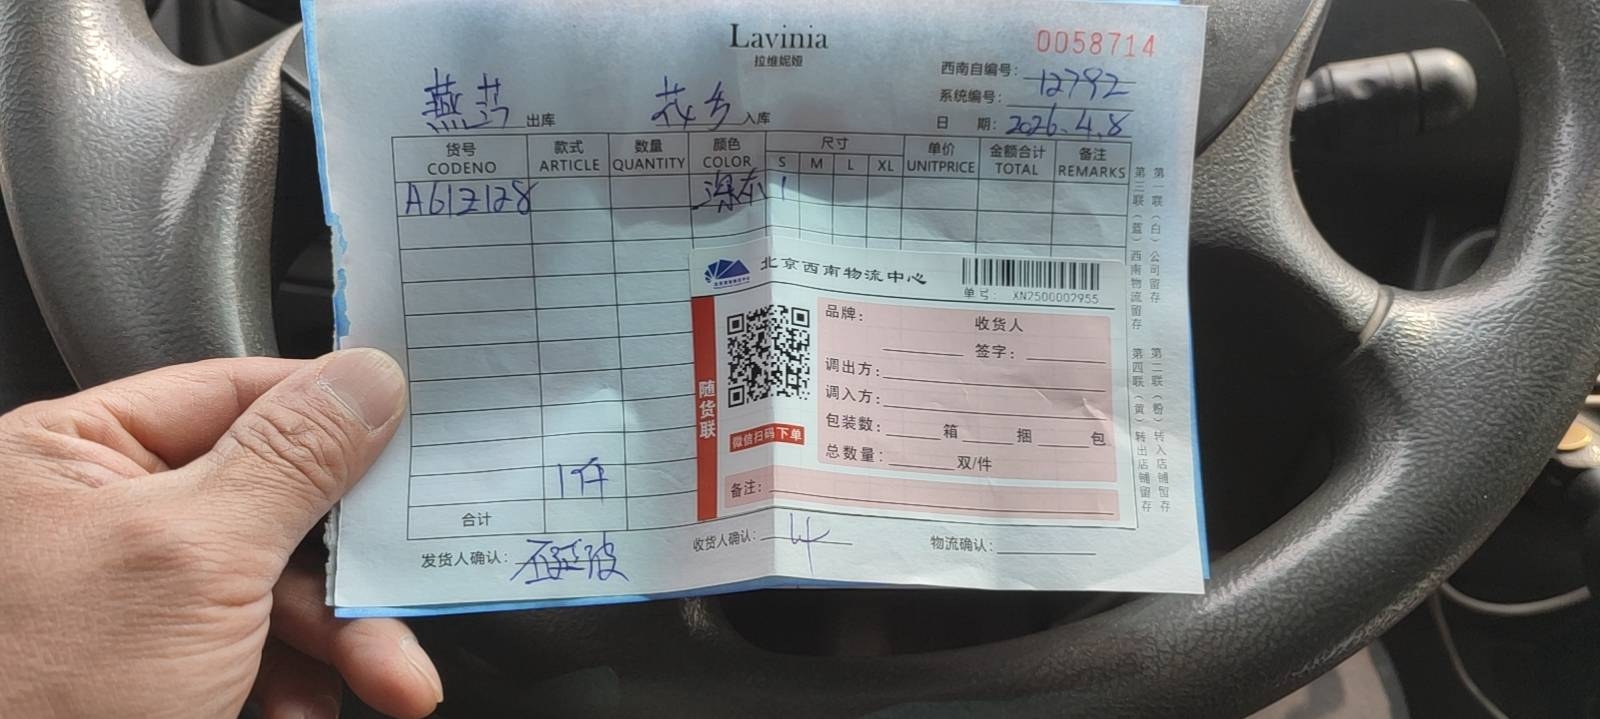 Lavinia
拉维妮娅
0058714
西南自编号: 12792
系统编号:
燕莎 出库 花乡 入库
日 期: 2026.4.8
货号 款式 数量 颜色 尺寸 单价 金额合计 备注
CODENO ARTICLE QUANTITY COLOR S M L XL UNITPRICE TOTAL REMARKS
A61Z128 深灰 1
北京西南物流中心
单号: XN2500002955
品牌: 收货人
签字:
调出方:
调入方:
包装数: 箱 捆 包
总数量: 双/件
备注:
随货联
微信扫码下单
1件
合计
发货人确认: 收货人确认: 物流确认:
第一联(白)公司留存
第二联(粉)转入店铺留存
第三联(蓝)西南物流留存
第四联(黄)转出店铺留存